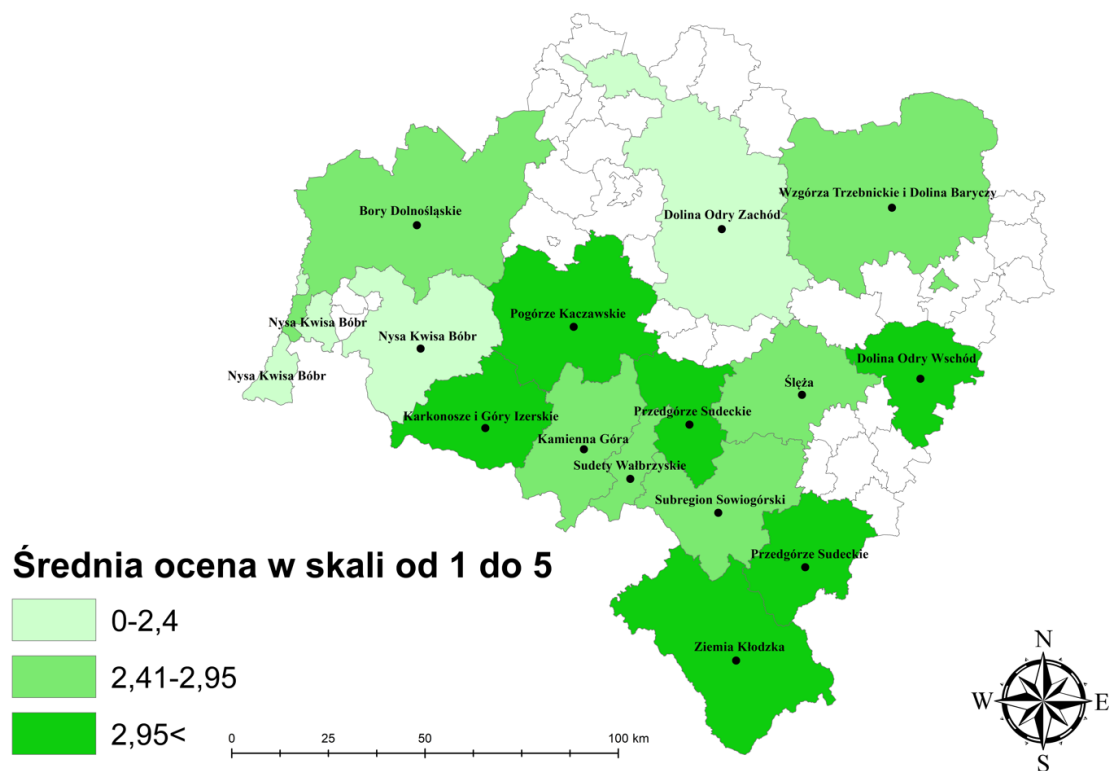 Wzgórza Trzebnickie i Dolina Baryczy
Bory Dolnośląskie
Dolina Odry Zachód
Nysa Kwisa Bóbr
Pogórze Kaczawskie
Nysa Kwisa Bóbr
Dolina Odry Wschód
Nysa Kwisa Bóbr
Ślęża
Karkonosze i Góry Izerskie
Przedgórze Sudeckie
Kamienna Góra
Sudety Wałbrzyskie
Subregion Sowiogórski
Przedgórze Sudeckie
Ziemia Kłodzka
Średnia ocena w skali od 1 do 5
0-2,4
2,41-2,95
2,95<
0 25 50 100 km
N
W E
S